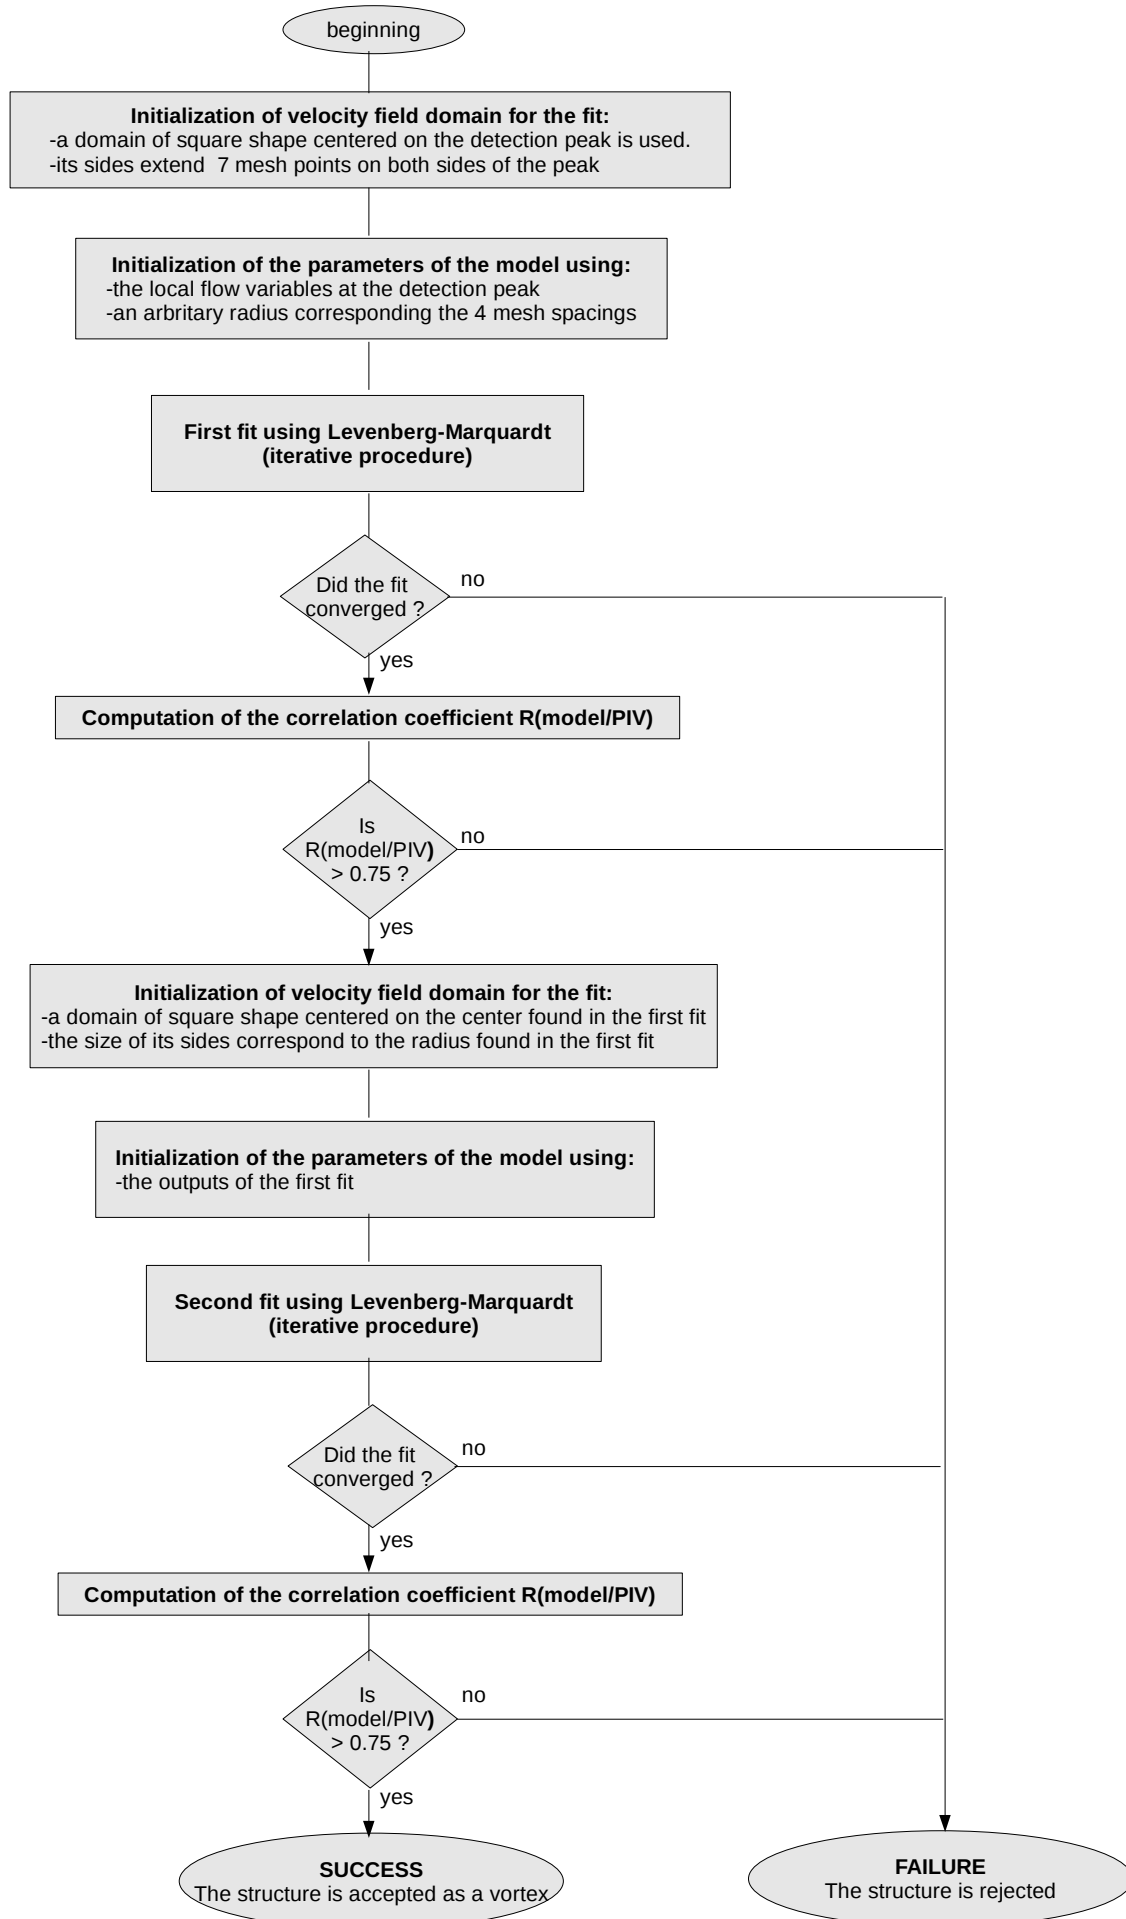 beginning
Initialization of velocity field domain for the fit:
-a domain of square shape centered on the detection peak is used.
-its sides extend  7 mesh points on both sides of the peak
Initialization of the parameters of the model using:
-the local flow variables at the detection peak
-an arbritary radius corresponding the 4 mesh spacings
First fit using Levenberg-Marquardt
(iterative procedure)
Did the fit
converged ?
no
yes
Computation of the correlation coefficient R(model/PIV)
Is
R(model/PIV)
> 0.75 ?
no
yes
Initialization of velocity field domain for the fit:
-a domain of square shape centered on the center found in the first fit
-the size of its sides correspond to the radius found in the first fit
Initialization of the parameters of the model using:
-the outputs of the first fit
Second fit using Levenberg-Marquardt
(iterative procedure)
Did the fit
converged ?
no
yes
Computation of the correlation coefficient R(model/PIV)
Is
R(model/PIV)
> 0.75 ?
no
yes
SUCCESS
The structure is accepted as a vortex
FAILURE
The structure is rejected